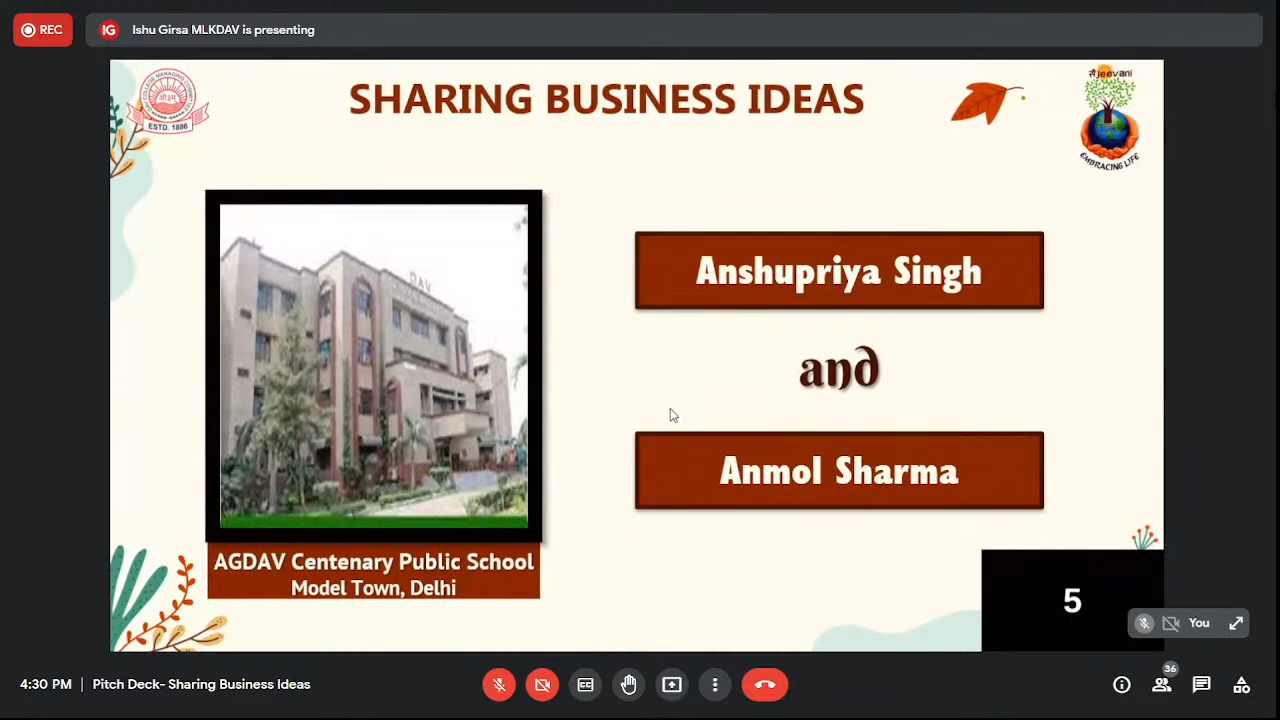 REC
IG
Ishu Girsa MLKDAV is presenting
SHARING BUSINESS IDEAS
ESTD. 1886
सँjeevani
EMBRACING LIFE
DAV
Anshupriya Singh
and
Anmol Sharma
AGDAV Centenary Public School
Model Town, Delhi
5
You
4:30 PM | Pitch Deck- Sharing Business Ideas
36